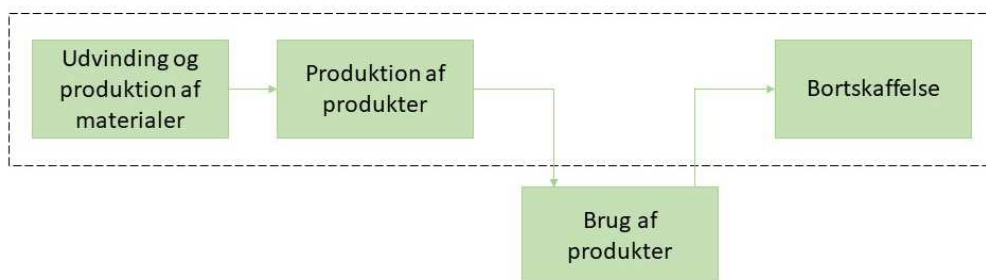 Udvinding og
produktion af
materialer
Produktion af
produkter
Brug af
produkter
Bortskaffelse